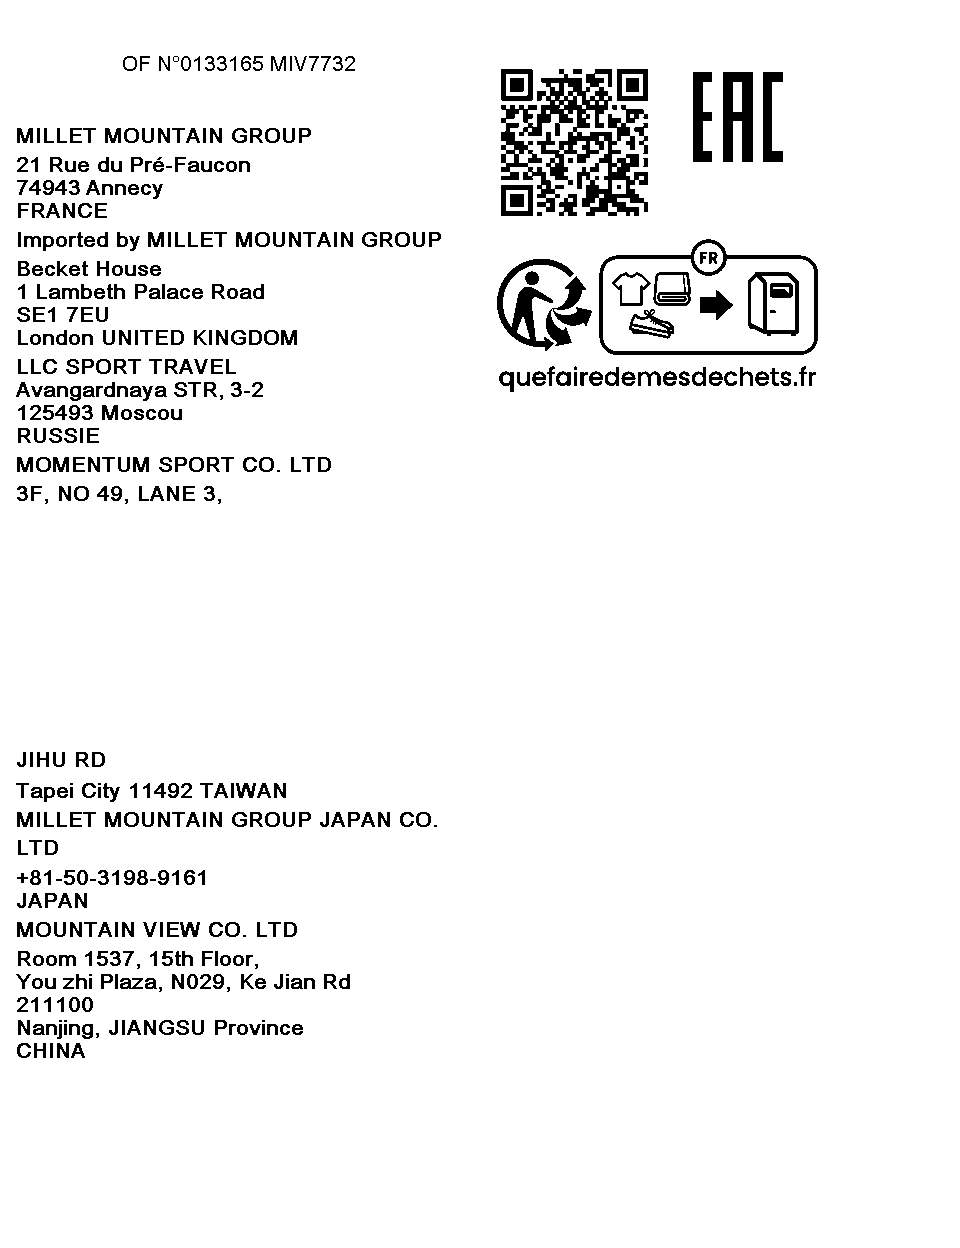 OF N°0133165 MIV7732
MILLET MOUNTAIN GROUP
21 Rue du Pré-Faucon
74943 Annecy
FRANCE
Imported by MILLET MOUNTAIN GROUP
Becket House
1 Lambeth Palace Road
SE1 7EU
London UNITED KINGDOM
LLC SPORT TRAVEL
Avangardnaya STR, 3-2
125493 Moscou
RUSSIE
MOMENTUM SPORT CO. LTD
3F, NO 49, LANE 3,
JIHU RD
Tapei City 11492 TAIWAN
MILLET MOUNTAIN GROUP JAPAN CO.
LTD
+81-50-3198-9161
JAPAN
MOUNTAIN VIEW CO. LTD
Room 1537, 15th Floor,
You zhi Plaza, N029, Ke Jian Rd
211100
Nanjing, JIANGSU Province
CHINA
EAC
FR
quefairedemesdechets.fr